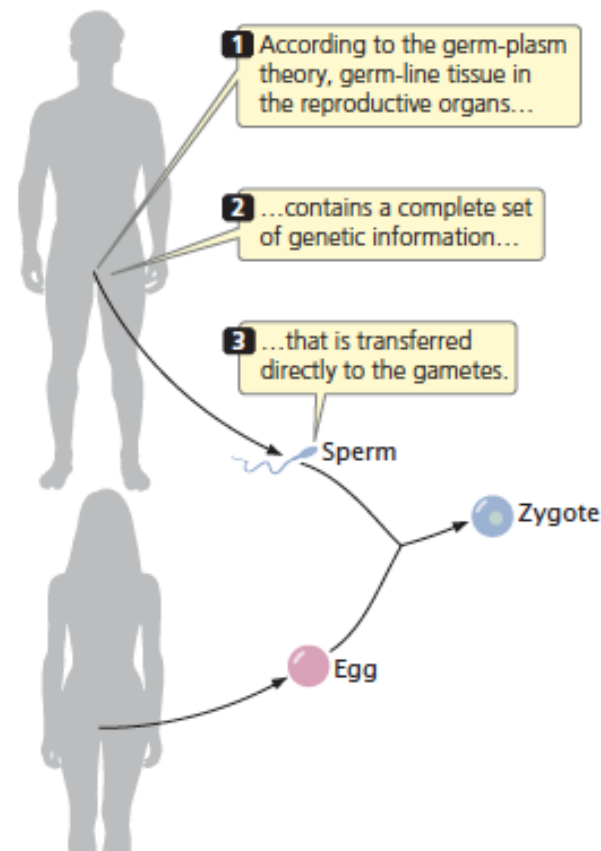 1 According to the germ-plasm
theory, germ-line tissue in
the reproductive organs…
2 …contains a complete set
of genetic information…
3 …that is transferred
directly to the gametes.
Sperm
Zygote
Egg